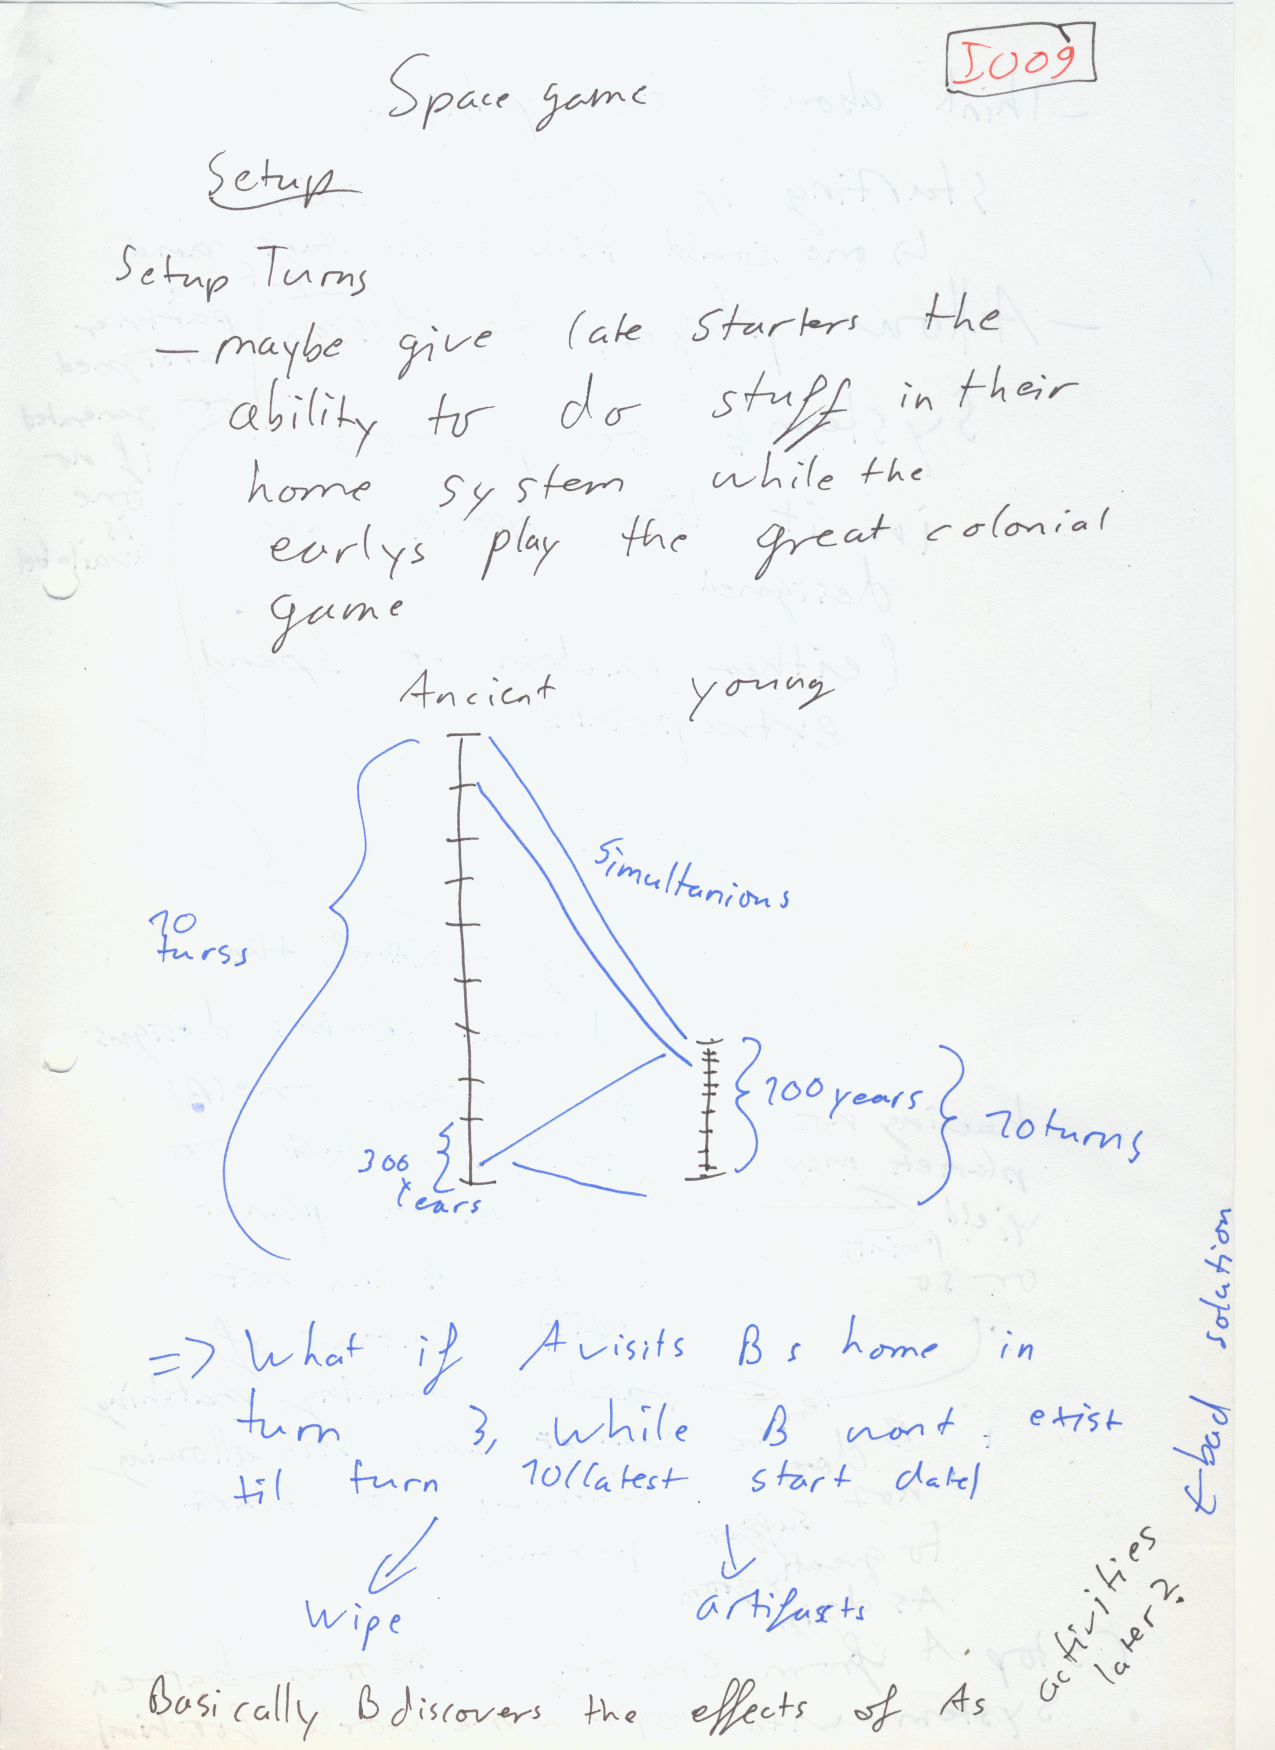 I009
Space game
Setup
Setup Turns
— maybe give late starters the
ability to do stuff in their
home system while the
earlys play the great colonial
game
Ancient young
simultanious
10
turss
100 years
10 turns
300
Years
=> What if A visits B s home in
turn 3, while B wont exist
til turn 10 (latest start date)
← bad solution
wipe artifacts
Basically B discovers the effects of As
activities
later?